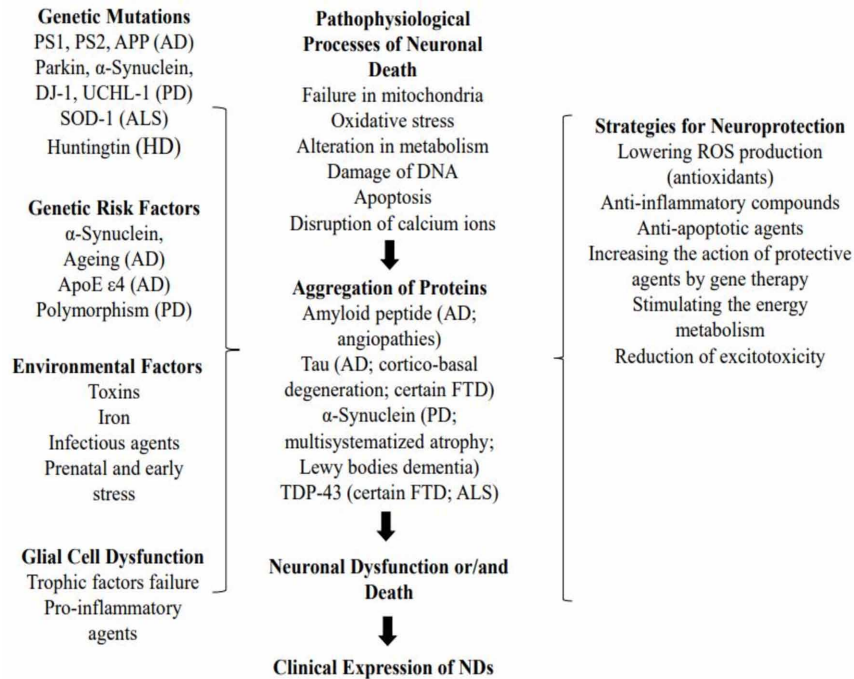 Genetic Mutations
PS1, PS2, APP (AD)
Parkin, α-Synuclein,
DJ-1, UCHL-1 (PD)
SOD-1 (ALS)
Huntingtin (HD)
Genetic Risk Factors
α-Synuclein,
Ageing (AD)
ApoE ε4 (AD)
Polymorphism (PD)
Environmental Factors
Toxins
Iron
Infectious agents
Prenatal and early
stress
Glial Cell Dysfunction
Trophic factors failure
Pro-inflammatory
agents
Pathophysiological
Processes of Neuronal
Death
Failure in mitochondria
Oxidative stress
Alteration in metabolism
Damage of DNA
Apoptosis
Disruption of calcium ions
Aggregation of Proteins
Amyloid peptide (AD;
angiopathies)
Tau (AD; cortico-basal
degeneration; certain FTD)
α-Synuclein (PD;
multisystematized atrophy;
Lewy bodies dementia)
TDP-43 (certain FTD; ALS)
Neuronal Dysfunction or/and
Death
Clinical Expression of NDs
Strategies for Neuroprotection
Lowering ROS production
(antioxidants)
Anti-inflammatory compounds
Anti-apoptotic agents
Increasing the action of protective
agents by gene therapy
Stimulating the energy
metabolism
Reduction of excitotoxicity